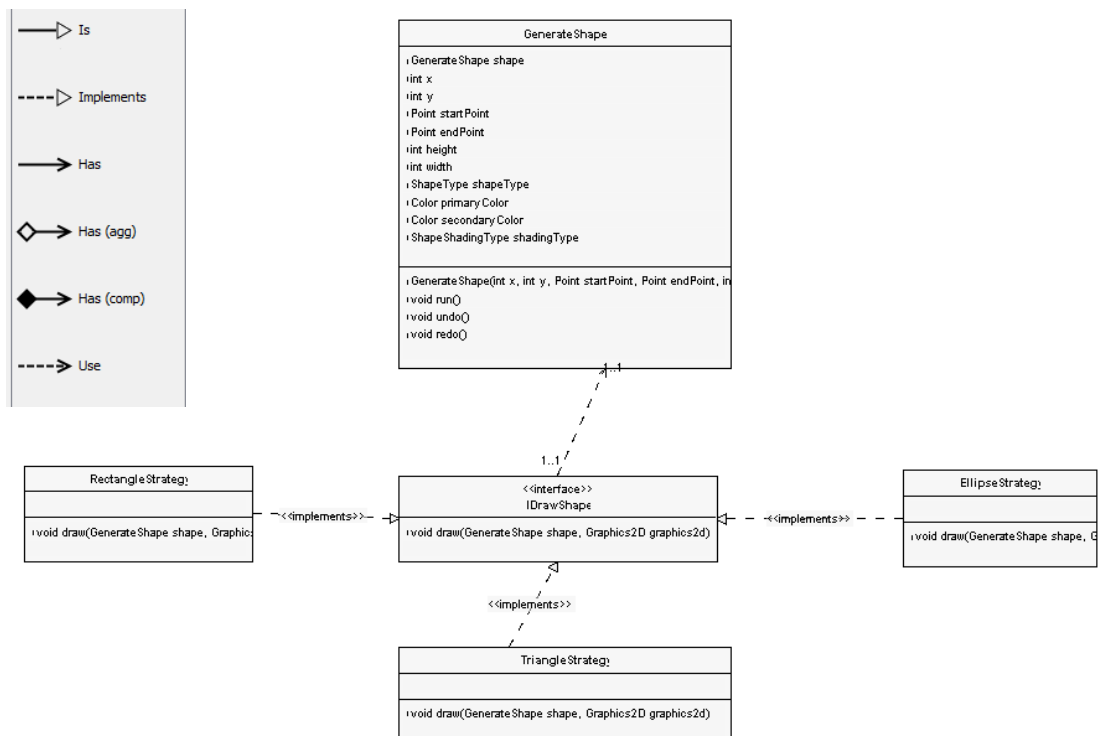 Is
Implements
Has
Has (agg)
Has (comp)
Use
GenerateShape
GenerateShape shape
int x
int y
Point startPoint
Point endPoint
int height
int width
ShapeType shapeType
Color primaryColor
Color secondaryColor
ShapeShadingType shadingType
GenerateShape(int x, int y, Point startPoint, Point endPoint, in
void run()
void undo()
void redo()
1..1
1..1
RectangleStrategy
void draw(GenerateShape shape, Graphics
<<implements>>
<<interface>>
IDrawShape
void draw(GenerateShape shape, Graphics2D graphics2d)
<<implements>>
EllipseStrategy
void draw(GenerateShape shape, G
<<implements>>
TriangleStrategy
void draw(GenerateShape shape, Graphics2D graphics2d)